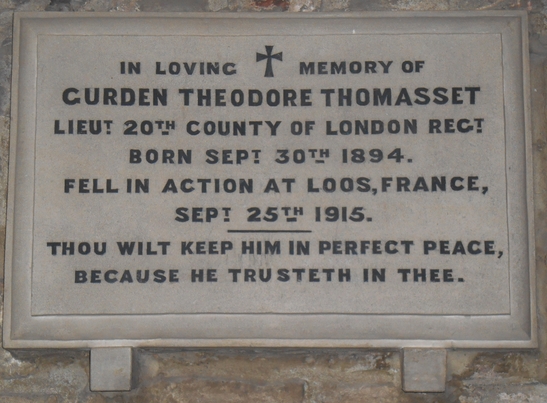 IN LOVING ✠ MEMORY OF
GURDEN THEODORE THOMASSET
LIEUT 20TH COUNTY OF LONDON REGT
BORN SEPT 30TH 1894.
FELL IN ACTION AT LOOS, FRANCE,
SEPT 25TH 1915.
THOU WILT KEEP HIM IN PERFECT PEACE,
BECAUSE HE TRUSTETH IN THEE.